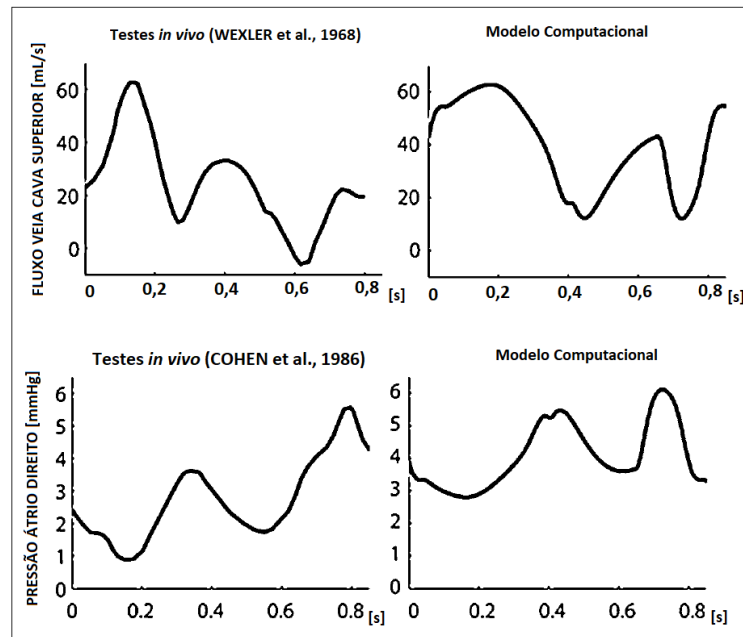 Testes in vivo (WEXLER et al., 1968)
Modelo Computacional
FLUXO VEIA CAVA SUPERIOR [mL/s]
60
40
20
0
0 0,2 0,4 0,6 0,8 [s]
60
40
20
0
0 0,2 0,4 0,6 0,8 [s]
Testes in vivo (COHEN et al., 1986)
Modelo Computacional
PRESSÃO ÁTRIO DIREITO [mmHg]
6
5
4
3
2
1
0
0 0.2 0.4 0.6 0.8 [s]
6
5
4
3
2
1
0
0 0.2 0.4 0.6 0.8 [s]